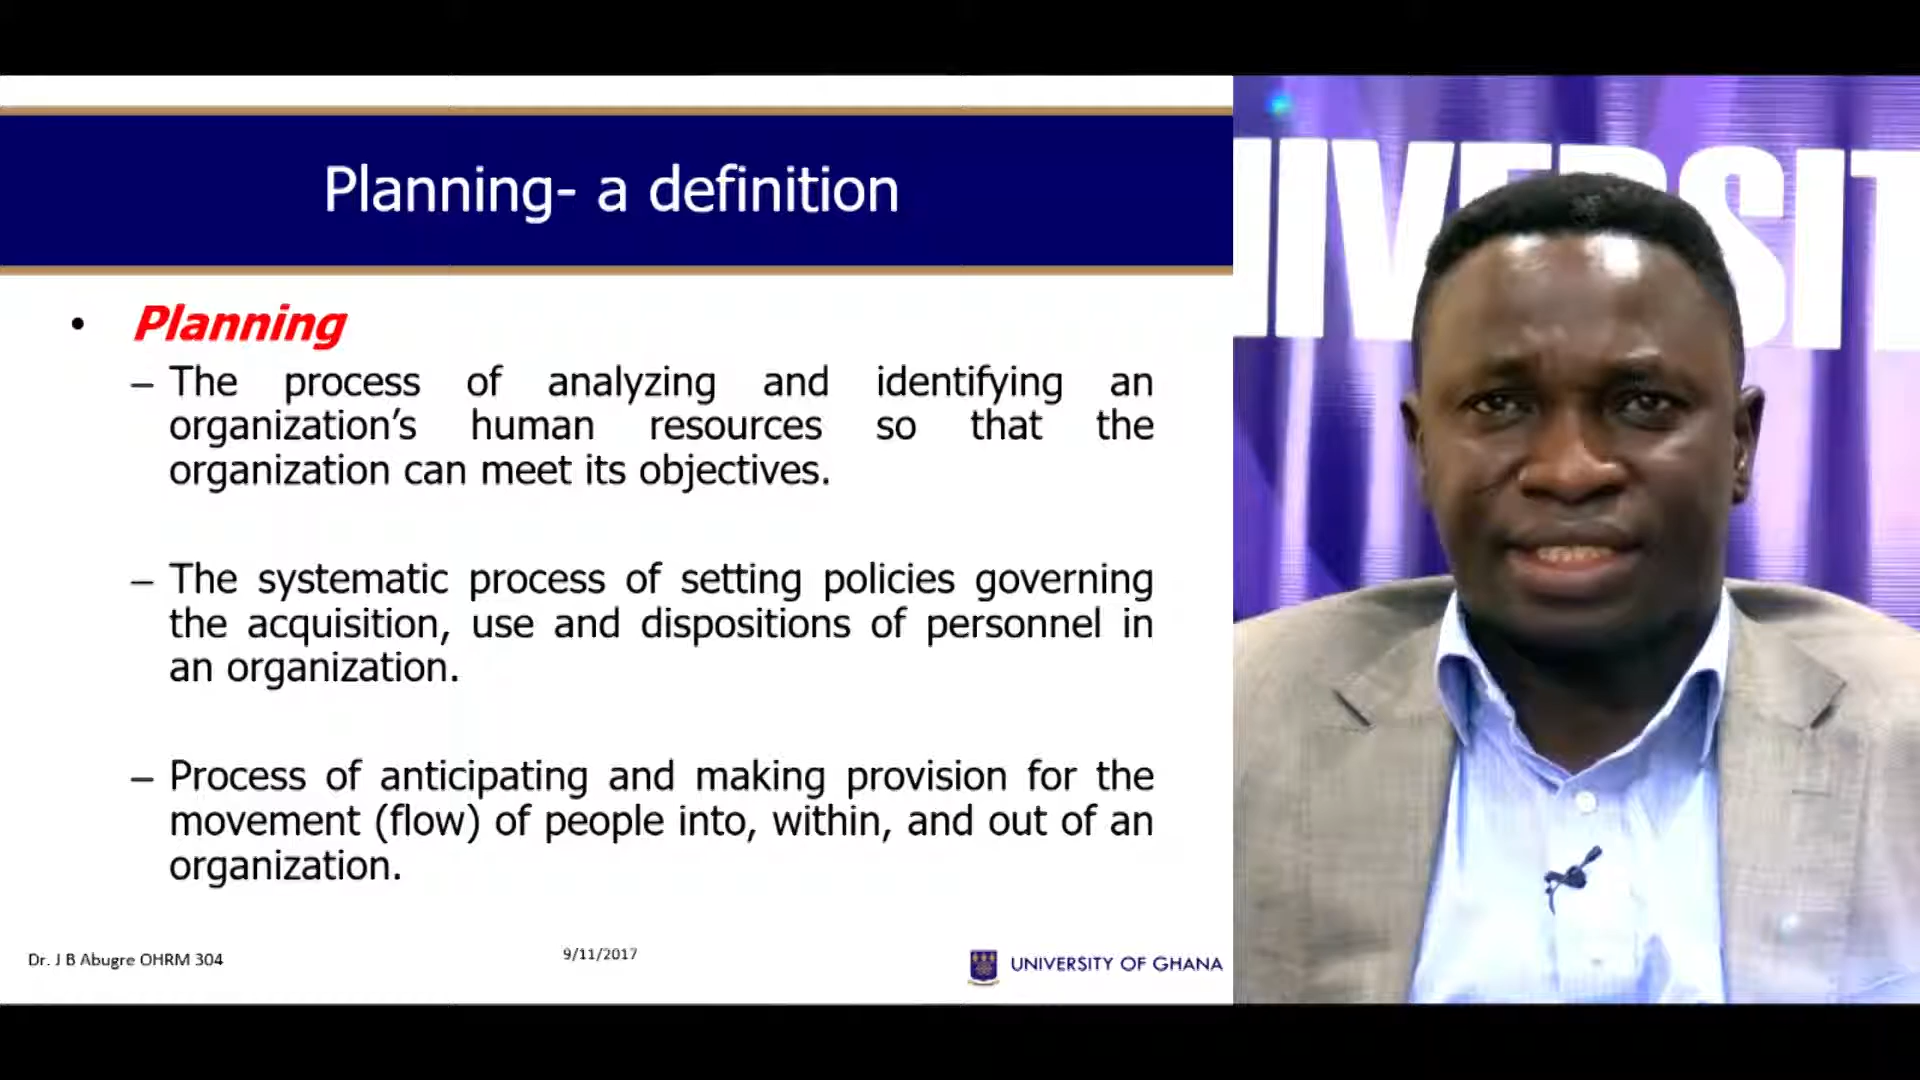 Planning- a definition
• Planning
– The process of analyzing and identifying an
organization’s human resources so that the
organization can meet its objectives.
– The systematic process of setting policies governing
the acquisition, use and dispositions of personnel in
an organization.
– Process of anticipating and making provision for the
movement (flow) of people into, within, and out of an
organization.
Dr. J B Abugre OHRM 304
9/11/2017
UNIVERSITY OF GHANA
IVERSIT